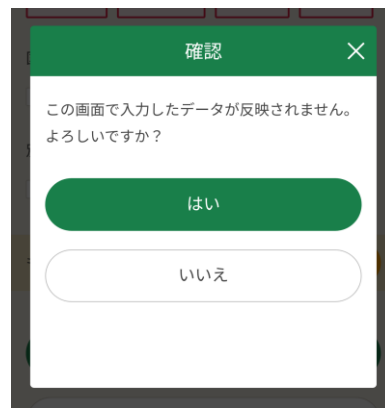 確認
この画面で入力したデータが反映されません。
よろしいですか？
はい
いいえ